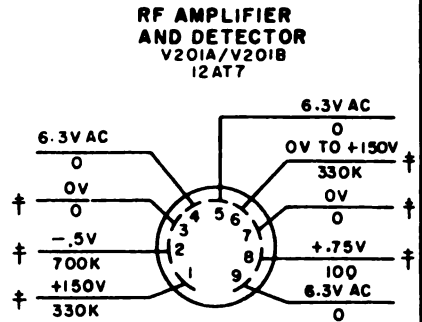 RF AMPLIFIER
AND DETECTOR
V201A/V201B
12AT7
6.3V AC
0
6.3V AC
0
0V TO +150V
330K
0V
0
0V
0
-.5V
700K
+.75V
100
+150V
330K
6.3V AC
0
1
2
3
4
5
6
7
8
9